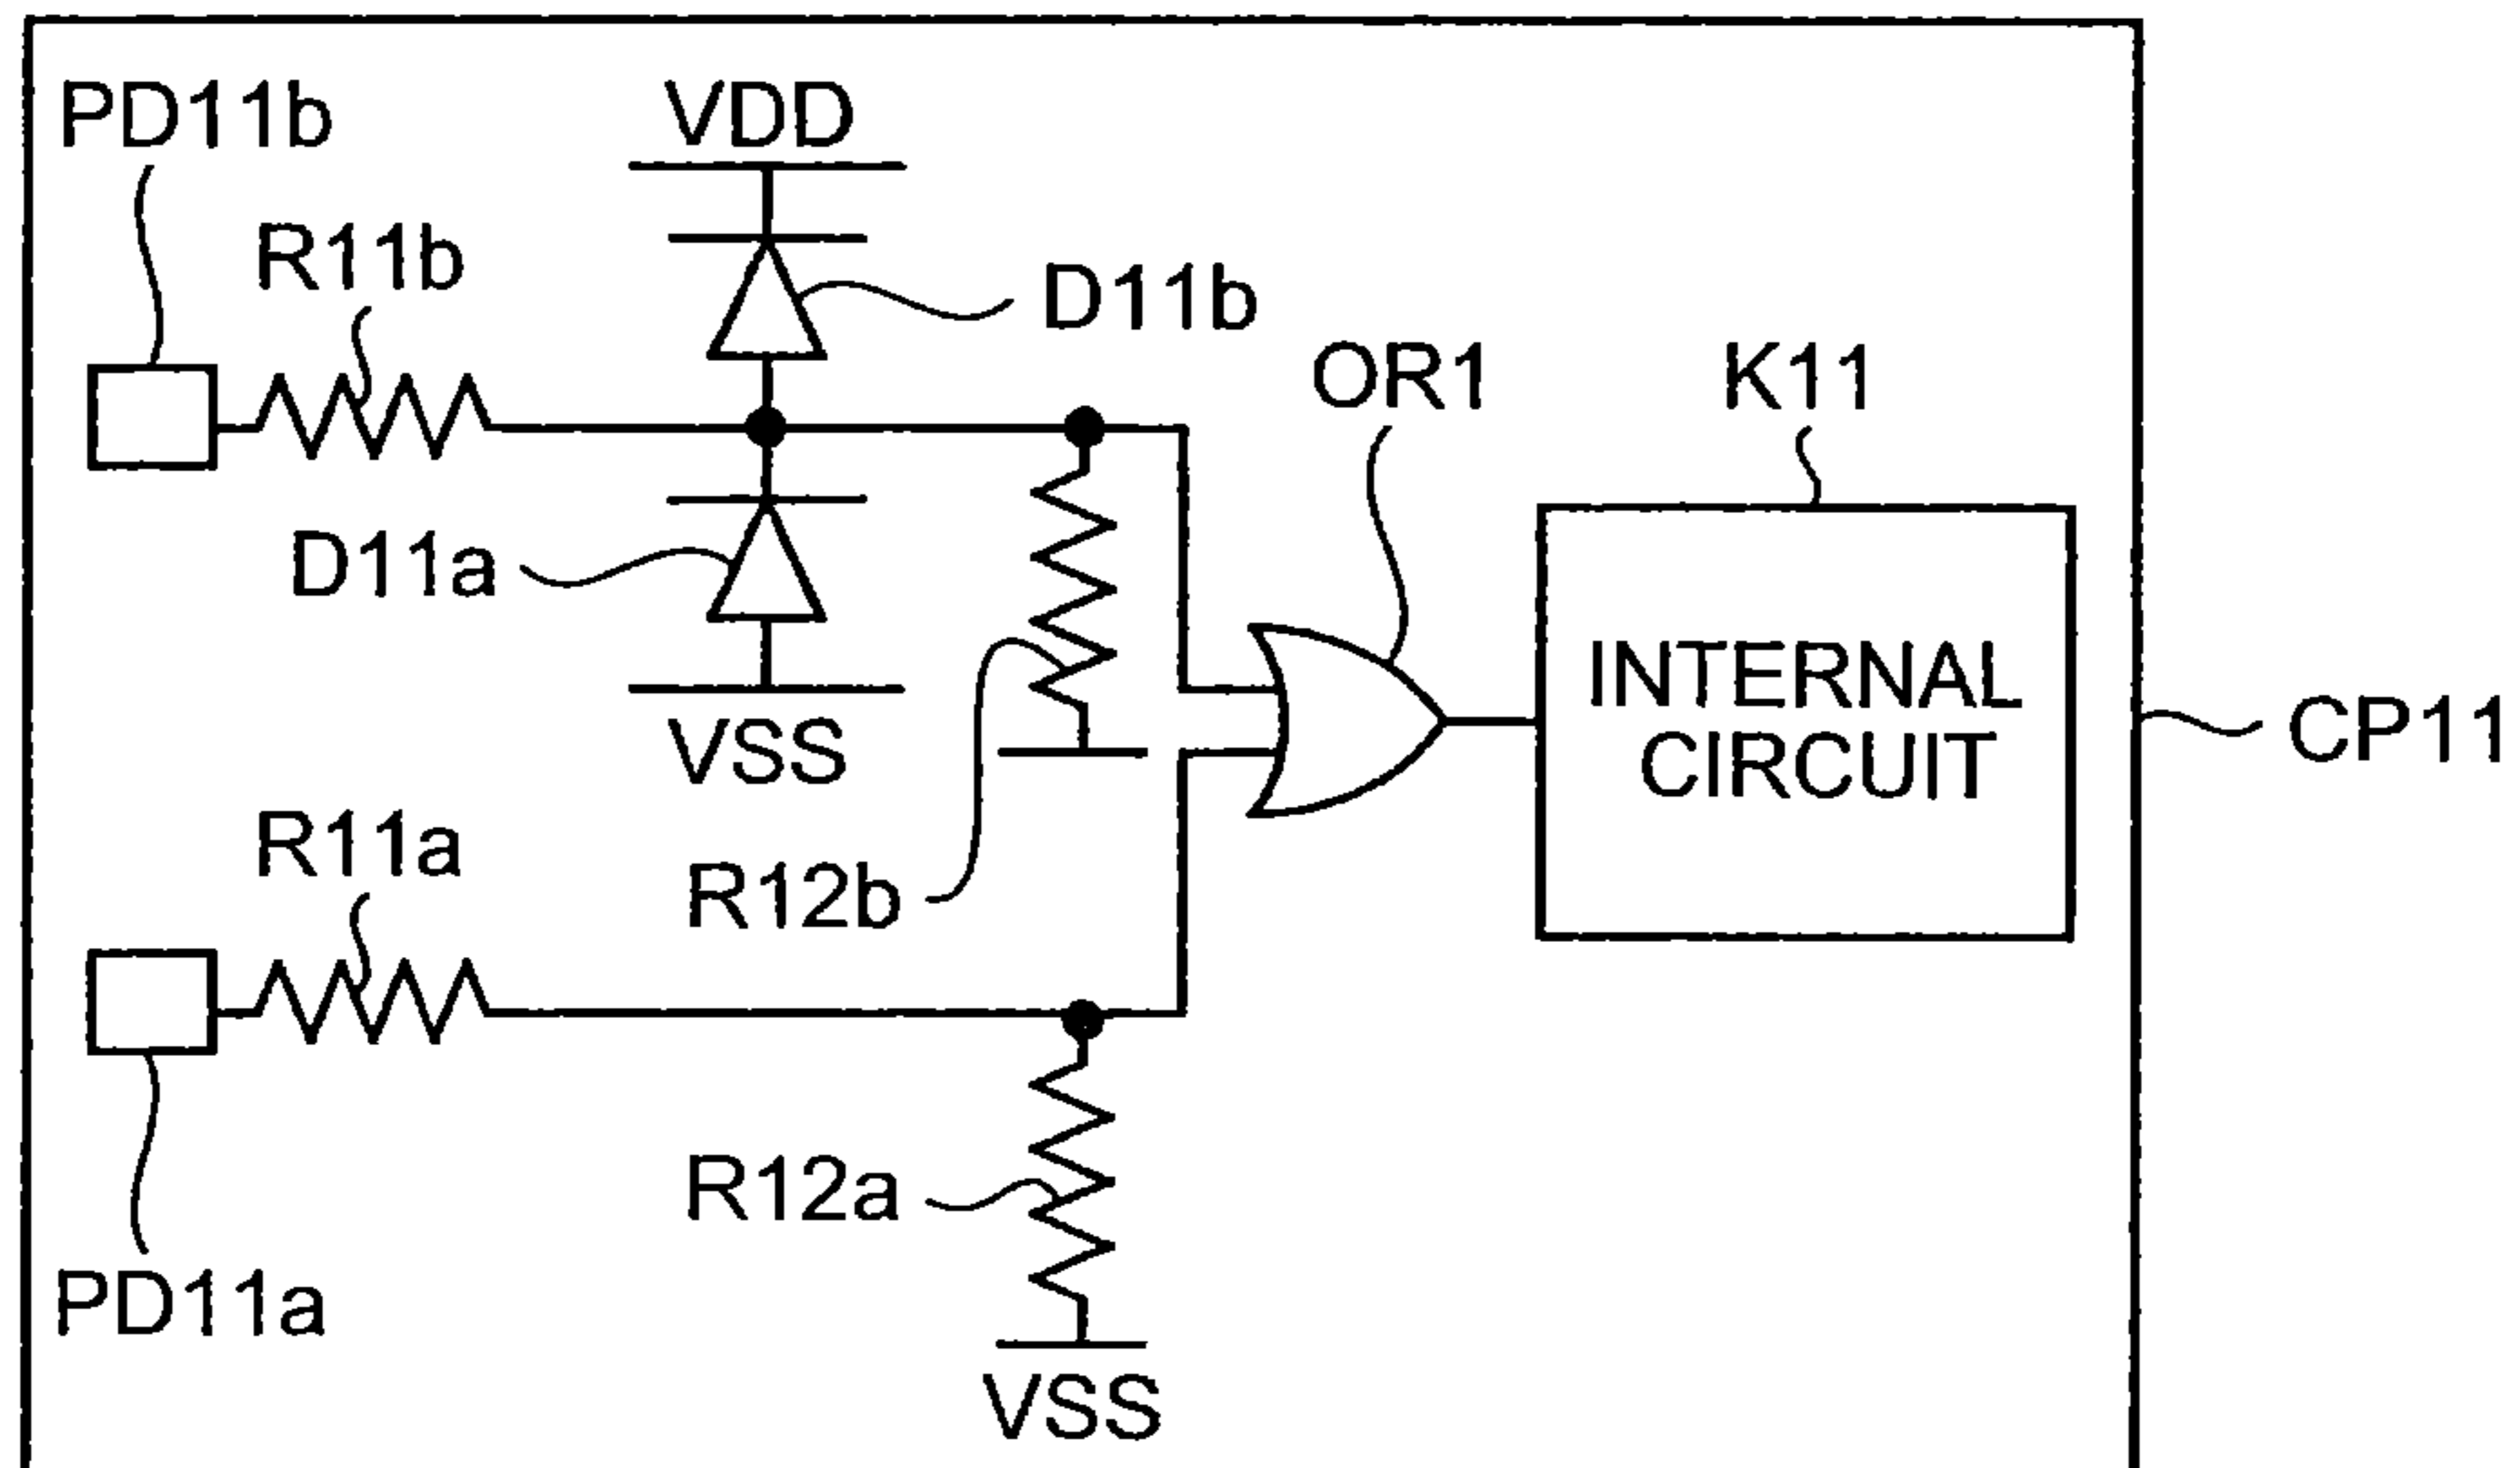 PD11b
VDD
R11b
D11b
OR1
K11
D11a
INTERNAL
CIRCUIT
CP11
VSS
R11a
R12b
R12a
PD11a
VSS